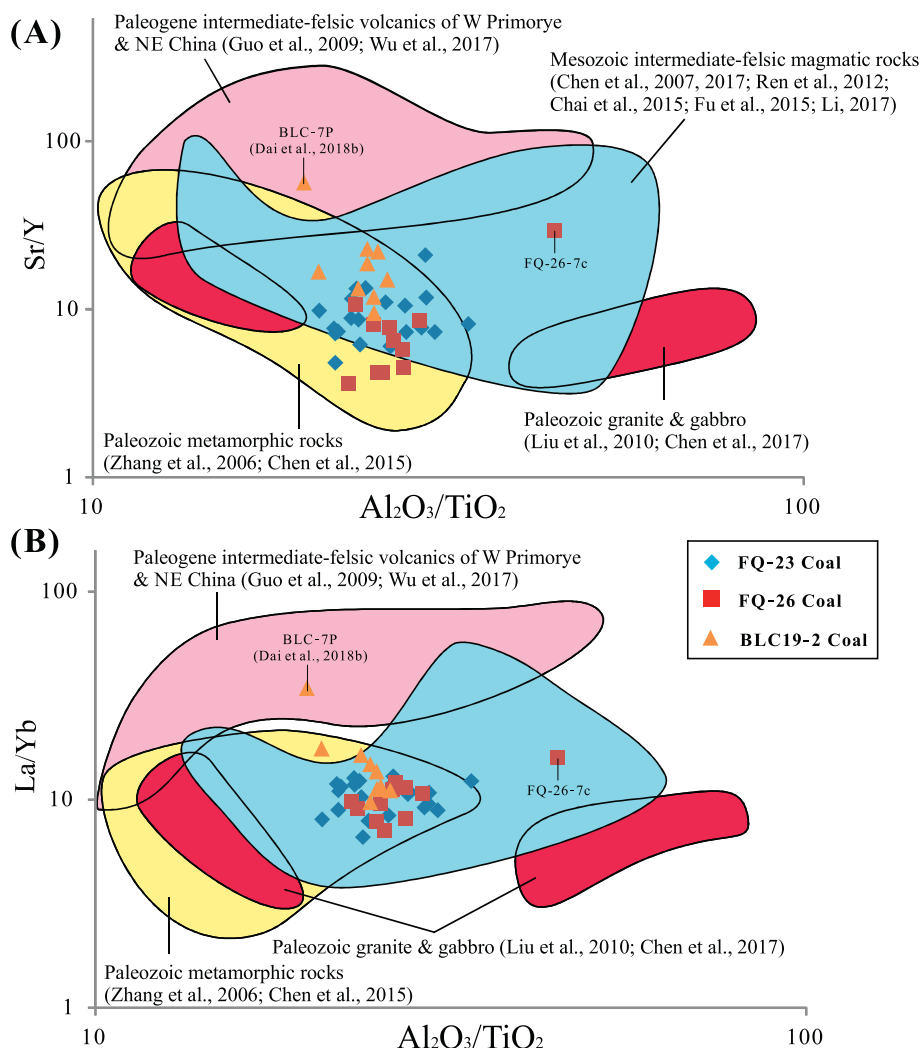 (A)
Paleogene intermediate-felsic volcanics of W Primorye
& NE China (Guo et al., 2009; Wu et al., 2017)
Mesozoic intermediate-felsic magmatic rocks
(Chen et al., 2007, 2017; Ren et al., 2012;
Chai et al., 2015; Fu et al., 2015; Li, 2017)
100
BLC-7P
(Dai et al., 2018b)
Sr/Y
FQ-26-7c
10
Paleozoic metamorphic rocks
(Zhang et al., 2006; Chen et al., 2015)
Paleozoic granite & gabbro
(Liu et al., 2010; Chen et al., 2017)
1
10
Al₂O₃/TiO₂
100
(B)
Paleogene intermediate-felsic volcanics of W Primorye
& NE China (Guo et al., 2009; Wu et al., 2017)
100
FQ-23 Coal
FQ-26 Coal
BLC19-2 Coal
BLC-7P
(Dai et al., 2018b)
La/Yb
FQ-26-7c
10
Paleozoic granite & gabbro (Liu et al., 2010; Chen et al., 2017)
Paleozoic metamorphic rocks
(Zhang et al., 2006; Chen et al., 2015)
1
10
Al₂O₃/TiO₂
100